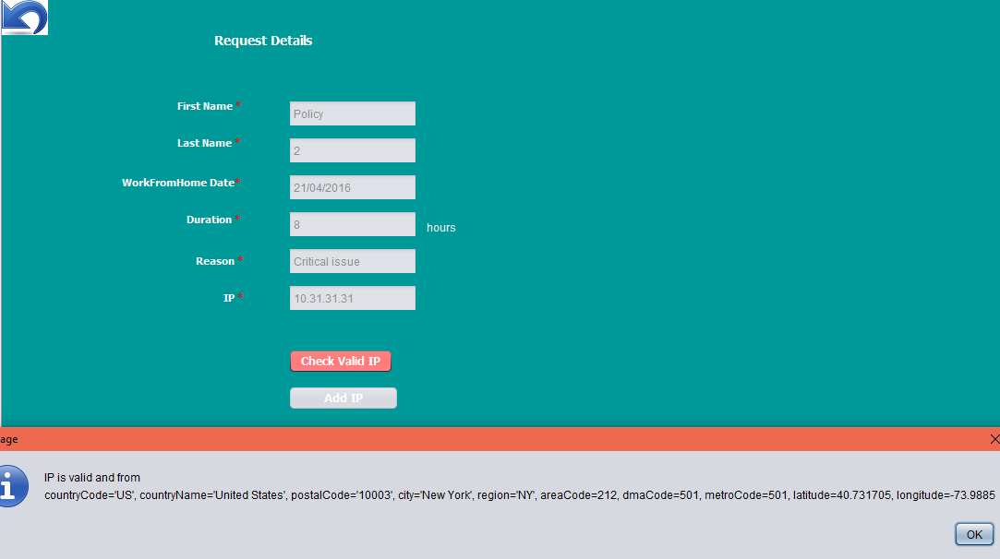 Request Details
First Name *
Policy
Last Name *
2
WorkFromHome Date*
21/04/2016
Duration *
8
hours
Reason *
Critical issue
IP *
10.31.31.31
Check Valid IP
Add IP
age
IP is valid and from
countryCode='US', countryName='United States', postalCode='10003', city='New York', region='NY', areaCode=212, dmaCode=501, metroCode=501, latitude=40.731705, longitude=-73.9885
OK